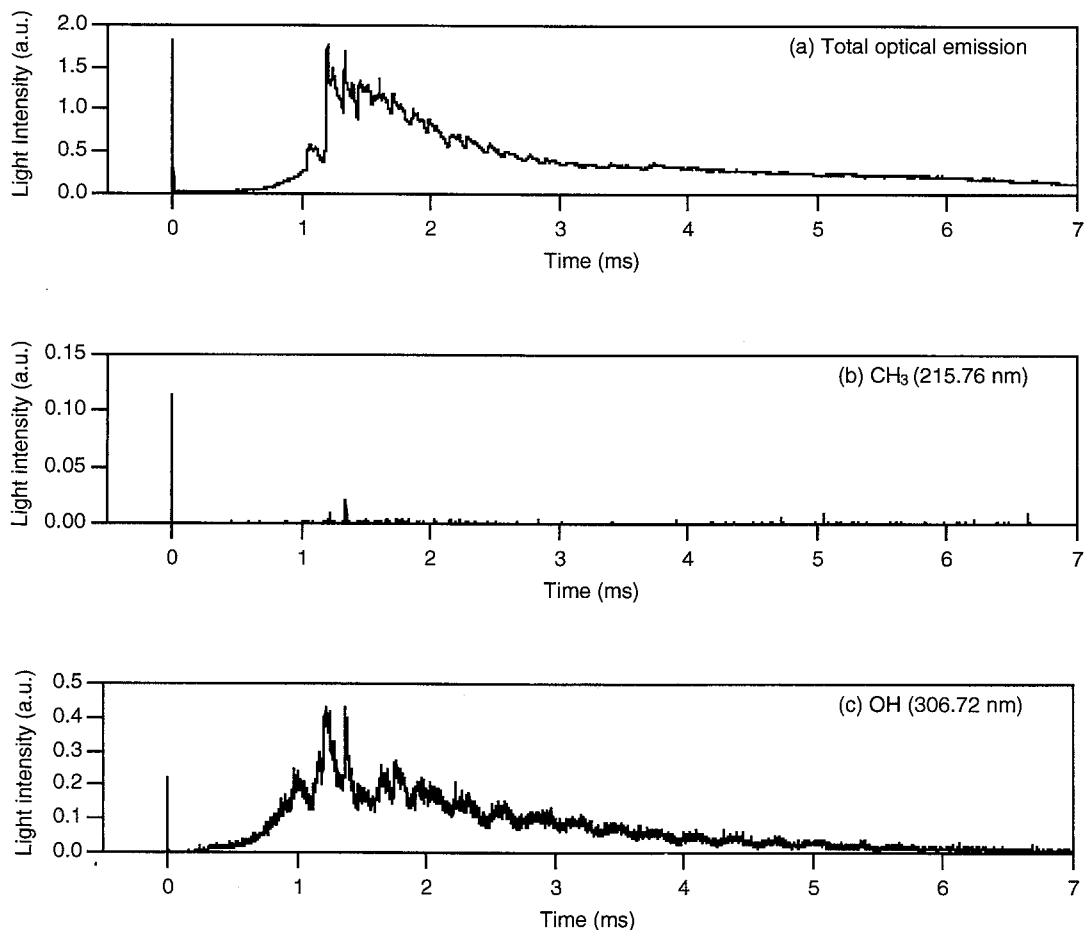 (a) Total optical emission
Light Intensity (a.u.)
2.0
1.5
1.0
0.5
0.0
0 1 2 3 4 5 6 7
Time (ms)
(b) CH₃ (215.76 nm)
Light intensity (a.u.)
0.15
0.10
0.05
0.00
0 1 2 3 4 5 6 7
Time (ms)
(c) OH (306.72 nm)
Light intensity (a.u.)
0.5
0.4
0.3
0.2
0.1
0.0
0 1 2 3 4 5 6 7
Time (ms)